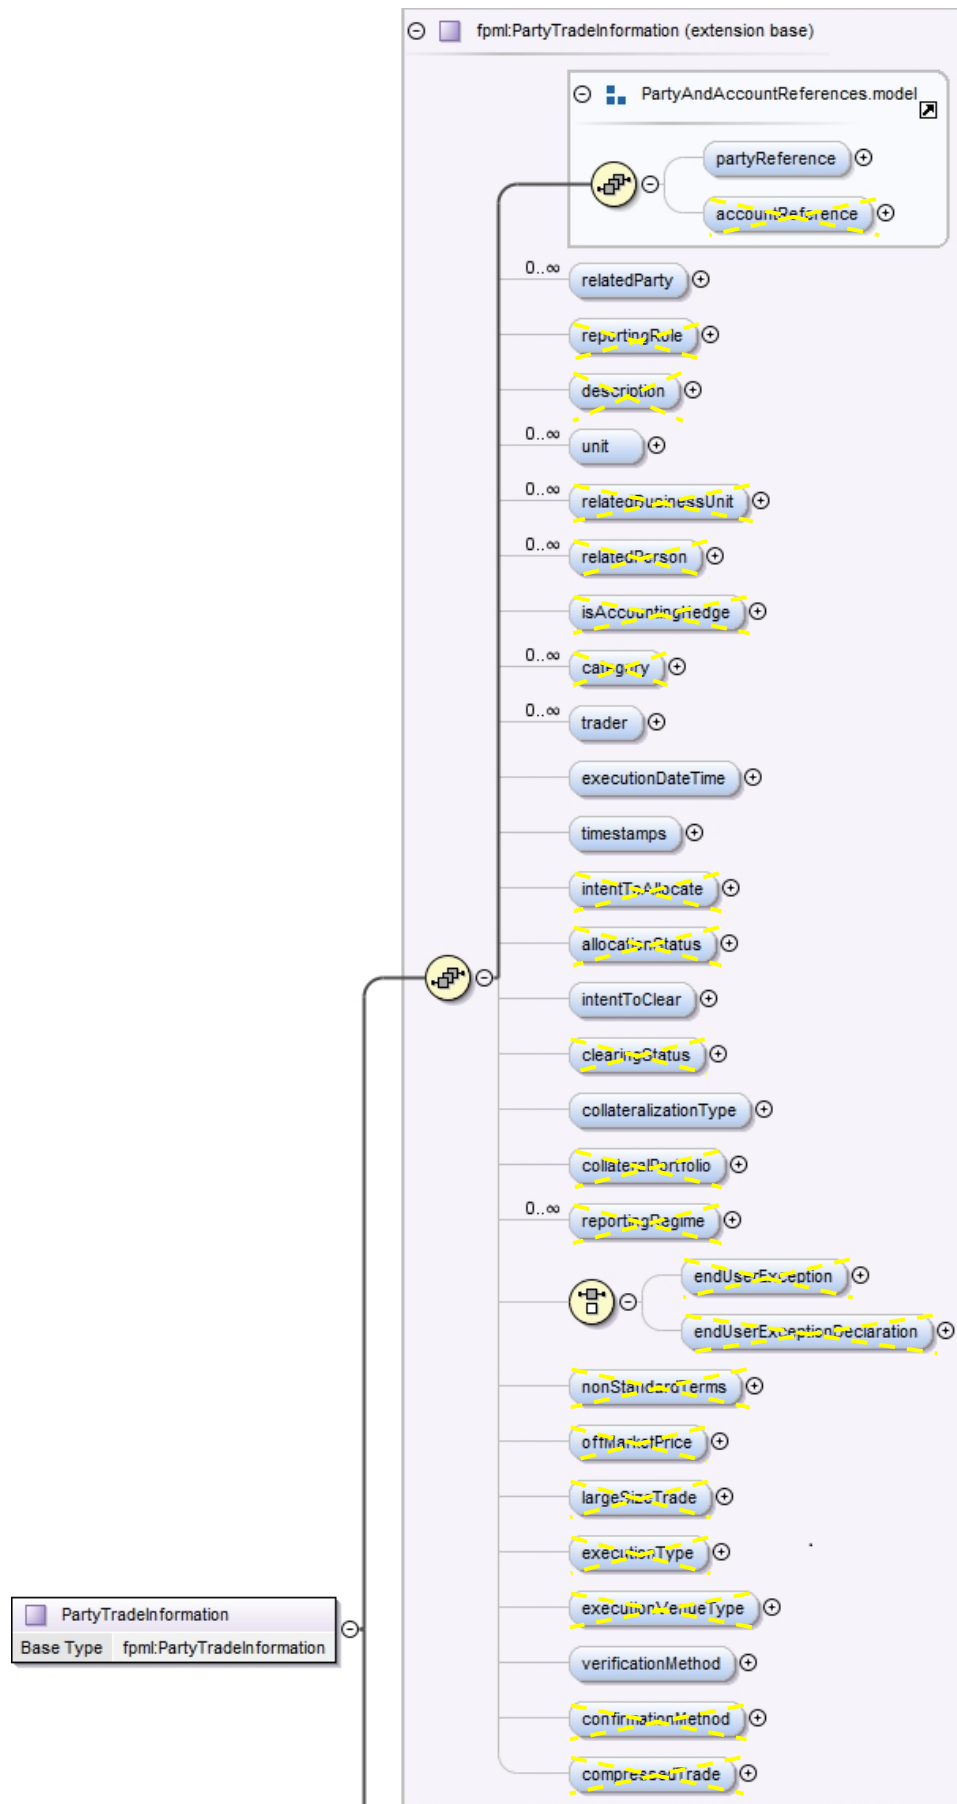 fpml:PartyTradeInformation (extension base)
PartyAndAccountReferences.model
partyReference
accountReference
0..∞
relatedParty
reportingRole
description
0..∞
unit
0..∞
relatedBusinessUnit
0..∞
relatedPerson
isAccountingHedge
0..∞
category
0..∞
trader
executionDateTime
timestamps
intentToAllocate
allocationStatus
intentToClear
clearingStatus
collateralizationType
collateralPortfolio
0..∞
reportingRegime
endUserException
endUserExceptionDeclaration
nonStandardTerms
offMarketPrice
largeSizeTrade
executionType
executionVenueType
PartyTradeInformation
Base Type fpml:PartyTradeInformation
verificationMethod
confirmationMethod
compressedTrade